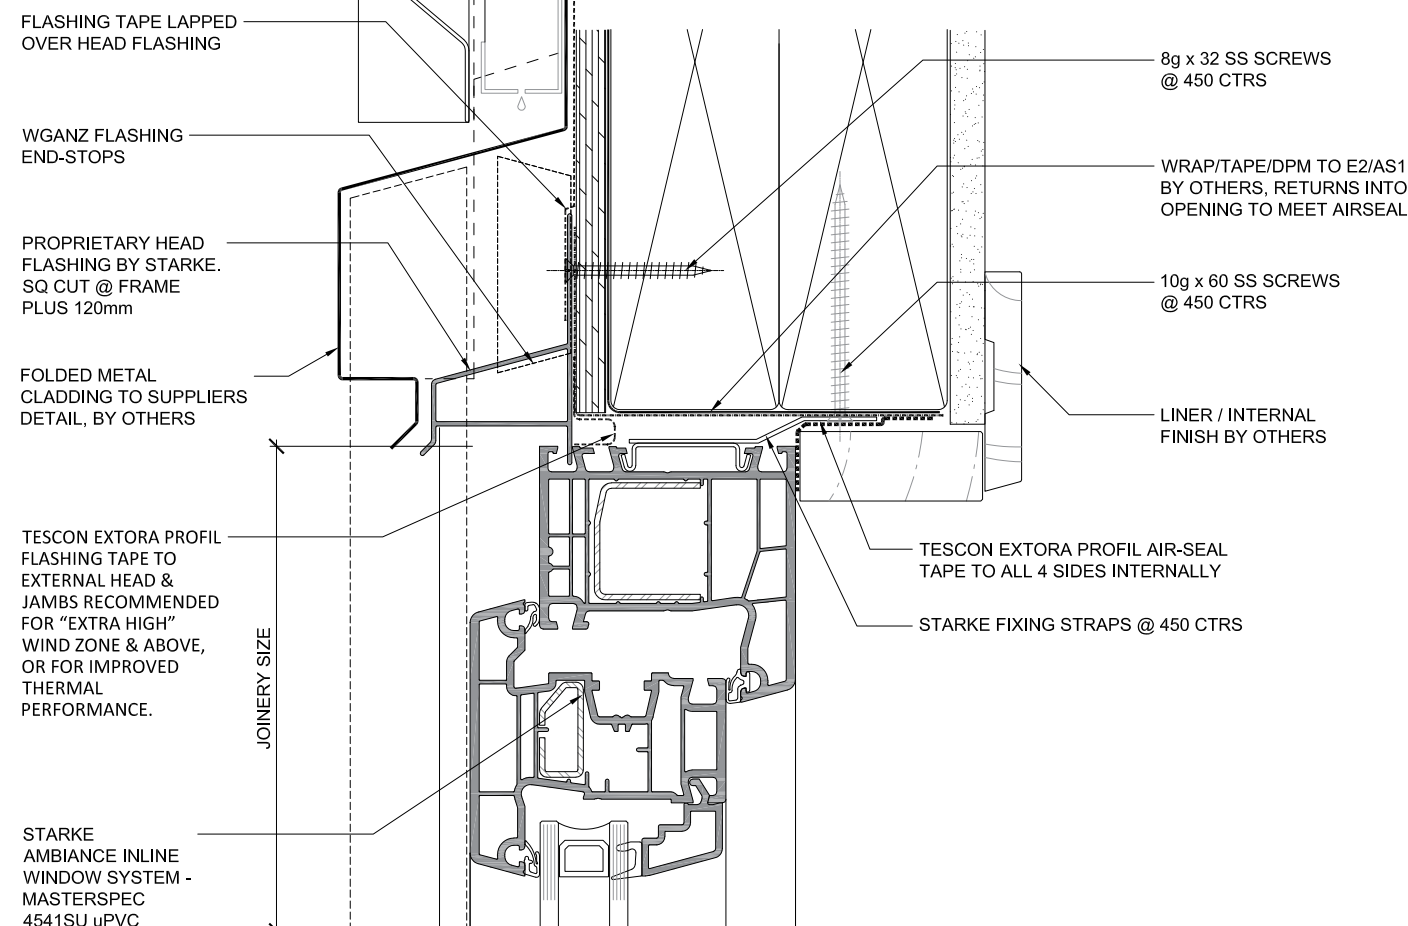 FLASHING TAPE LAPPED
OVER HEAD FLASHING
WGANZ FLASHING
END-STOPS
PROPRIETARY HEAD
FLASHING BY STARKE.
SQ CUT @ FRAME
PLUS 120mm
FOLDED METAL
CLADDING TO SUPPLIERS
DETAIL, BY OTHERS
TESCON EXTORA PROFIL
FLASHING TAPE TO
EXTERNAL HEAD &
JAMBS RECOMMENDED
FOR “EXTRA HIGH”
WIND ZONE & ABOVE,
OR FOR IMPROVED
THERMAL
PERFORMANCE.
JOINERY SIZE
STARKE
AMBIANCE INLINE
WINDOW SYSTEM -
MASTERSPEC
4541SU uPVC
8g x 32 SS SCREWS
@ 450 CTRS
WRAP/TAPE/DPM TO E2/AS1
BY OTHERS, RETURNS INTO
OPENING TO MEET AIRSEAL
10g x 60 SS SCREWS
@ 450 CTRS
LINER / INTERNAL
FINISH BY OTHERS
TESCON EXTORA PROFIL AIR-SEAL
TAPE TO ALL 4 SIDES INTERNALLY
STARKE FIXING STRAPS @ 450 CTRS